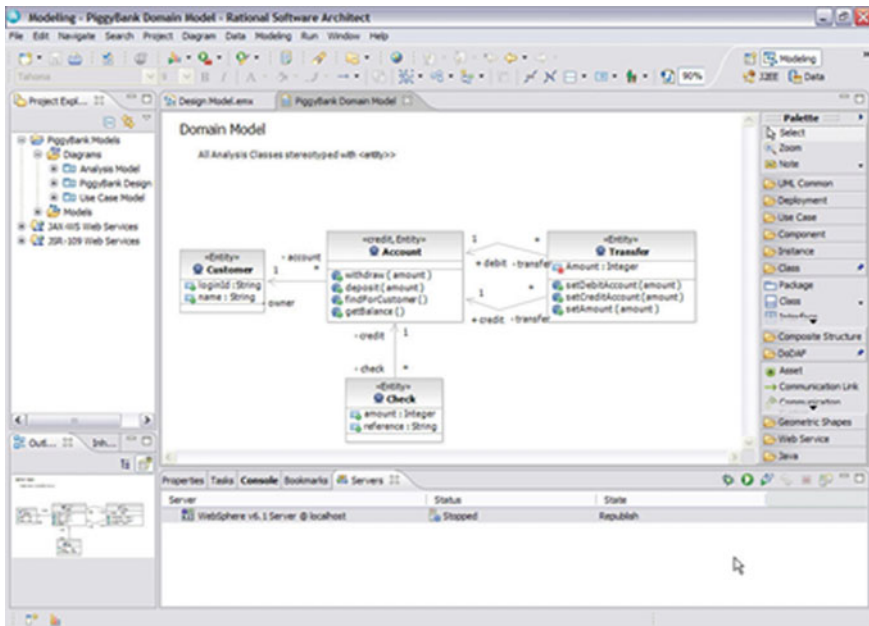 Modeling - PiggyBank Domain Model - Rational Software Architect
File Edit Navigate Search Project Diagram Data Modeling Run Window Help
Modeling
Tahoma 9 B I A 90% J2EE Data
Project Expl...
PiggyBank Models
Diagrams
Analysis Model
PiggyBank Design
Use Case Model
Models
JAX-WS Web Services
JSR-109 Web Services
Out... Inh...
Design Model.emx PiggyBank Domain Model
Domain Model
All Analysis Classes stereotyped with <entity>>
«Entity»
Customer
loginId : String
name : String
- account
1 *
owner
«credit, Entity»
Account
withdraw ( amount )
deposit ( amount )
findForCustomer ( )
getBalance ( )
1 *
+ debit - transfer
1 *
+ credit - transfer
«Entity»
Transfer
Amount : Integer
setDebitAccount ( amount )
setCreditAccount ( amount )
setAmount ( amount )
- credit 1
- check *
«Entity»
Check
amount : Integer
reference : String
Palette
Select
Zoom
Note
UML Common
Deployment
Use Case
Component
Instance
Class
Package
Class
Interface
Composite Structure
DoDAF
Asset
Communication Link
Communication
Geometric Shapes
Web Service
Java
Properties Tasks Console Bookmarks Servers
Server Status State
WebSphere v6.1 Server @ localhost Stopped Republish